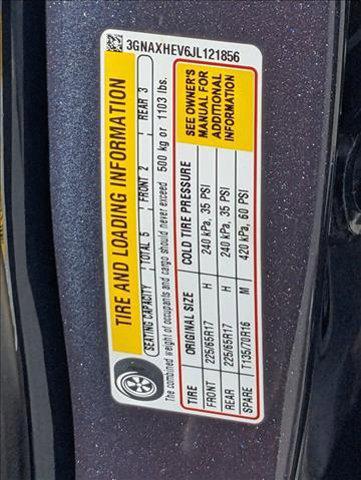 3GNAXHEV6JL121856
TIRE AND LOADING INFORMATION
SEATING CAPACITY TOTAL 5 FRONT 2 REAR 3
The combined weight of occupants and cargo should never exceed 500 kg or 1103 lbs.
TIRE ORIGINAL SIZE COLD TIRE PRESSURE
FRONT 225/65R17 H 240 kPa, 35 PSI
REAR 225/65R17 H 240 kPa, 35 PSI
SPARE T135/70R16 M 420 kPa, 60 PSI
SEE OWNER'S
MANUAL FOR
ADDITIONAL
INFORMATION